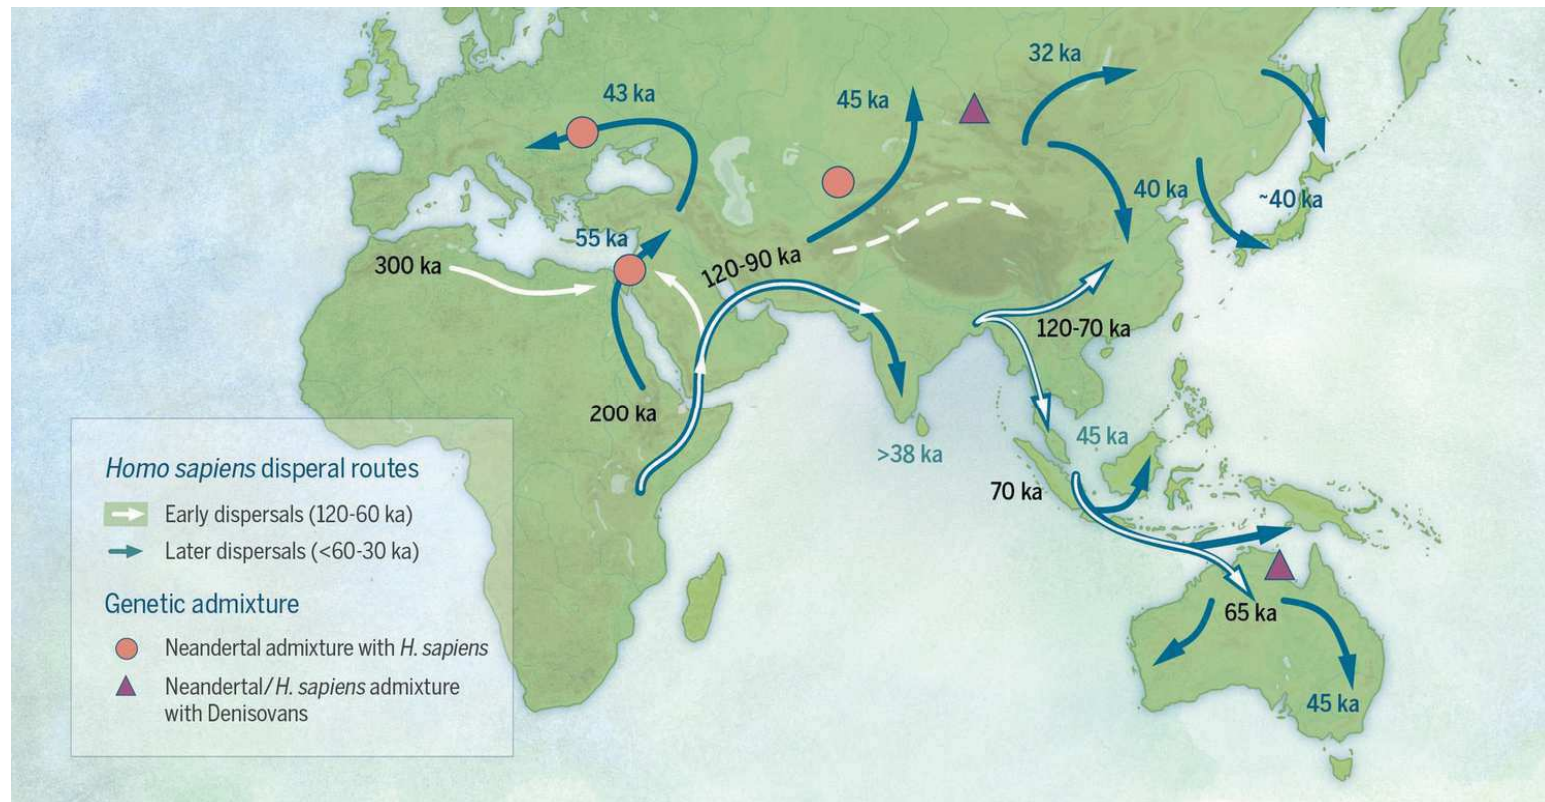 32 ka
43 ka
45 ka
40 ka
~40 ka
55 ka
300 ka
120-90 ka
120-70 ka
200 ka
45 ka
>38 ka
70 ka
65 ka
45 ka
Homo sapiens disperal routes
Early dispersals (120-60 ka)
Later dispersals (<60-30 ka)
Genetic admixture
Neandertal admixture with H. sapiens
Neandertal/H. sapiens admixture
with Denisovans